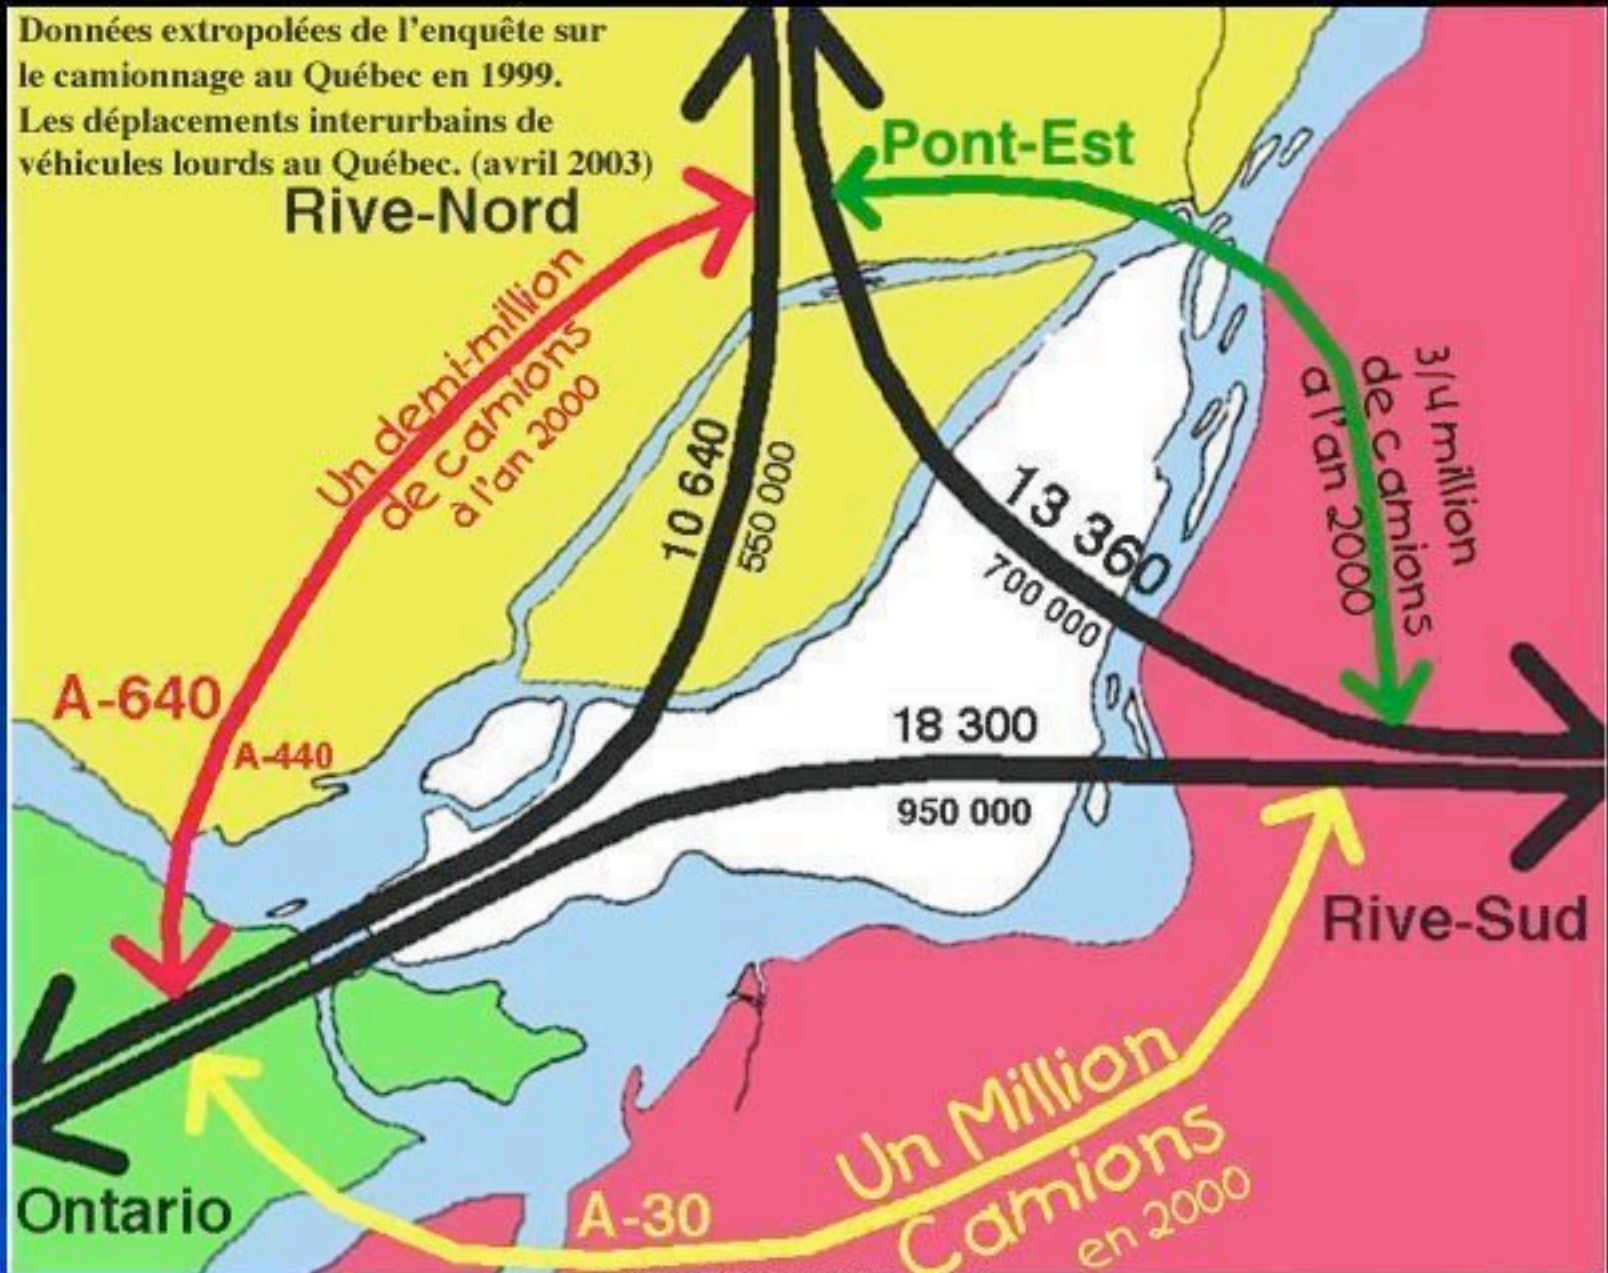 Données extropolées de l'enquête sur
le camionnage au Québec en 1999.
Les déplacements interurbains de
véhicules lourds au Québec. (avril 2003)
Rive-Nord
Pont-Est
Un demi-million
de camions
à l'an 2000
3/4 million
de camions
a l'an 2000
10 640
550 000
13 360
700 000
A-640
A-440
18 300
950 000
Rive-Sud
Ontario
A-30
Un Million
Camions
en 2000